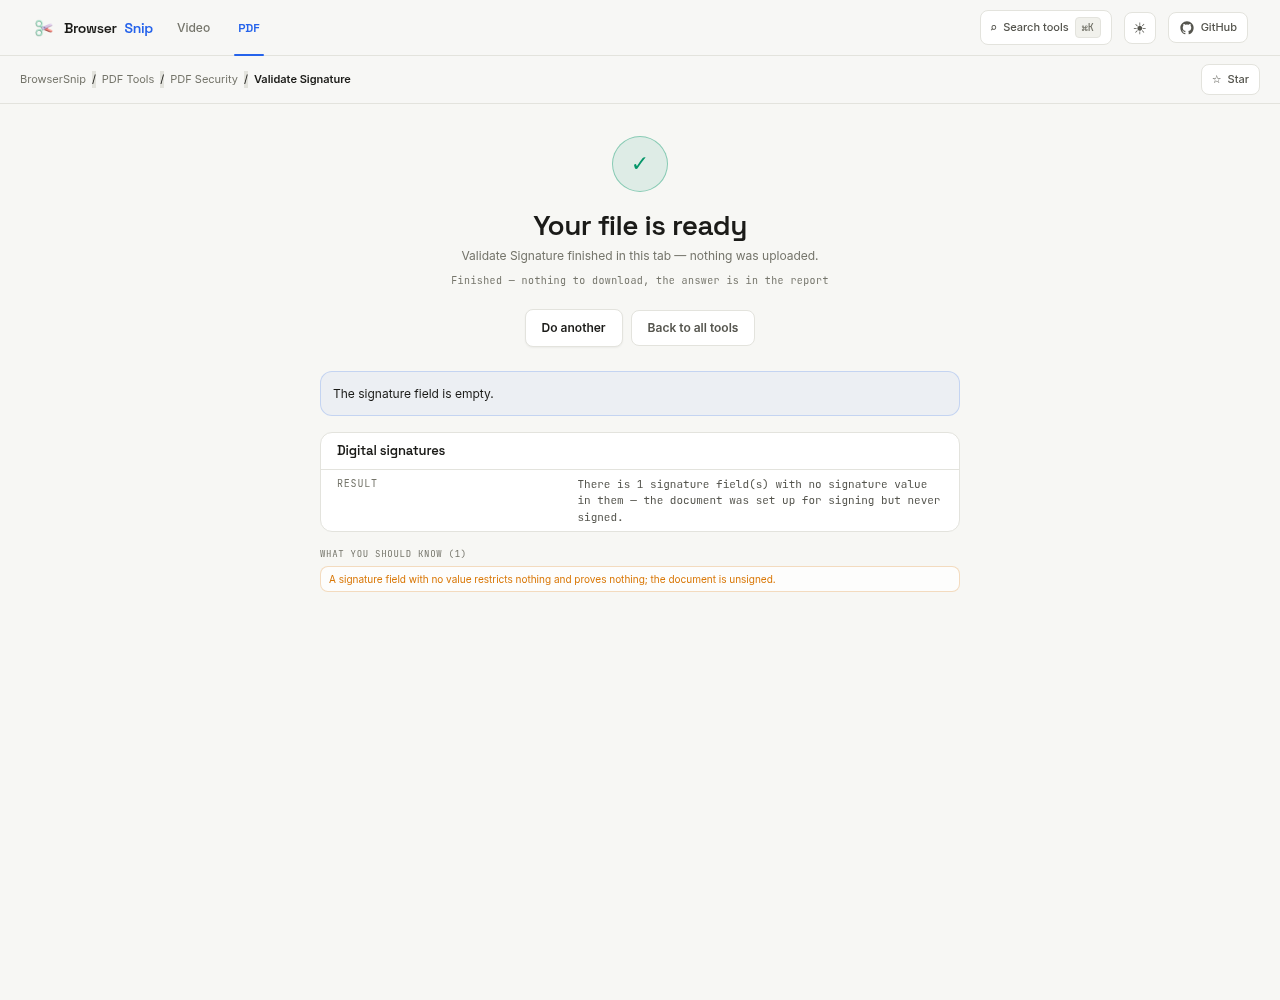 Browser Snip Video PDF Search tools ⌘K GitHub
BrowserSnip / PDF Tools / PDF Security / Validate Signature ☆ Star
✓
Your file is ready
Validate Signature finished in this tab — nothing was uploaded.
Finished — nothing to download, the answer is in the report
Do another Back to all tools
The signature field is empty.
Digital signatures
RESULT There is 1 signature field(s) with no signature value
in them — the document was set up for signing but never
signed.
WHAT YOU SHOULD KNOW (1)
A signature field with no value restricts nothing and proves nothing; the document is unsigned.